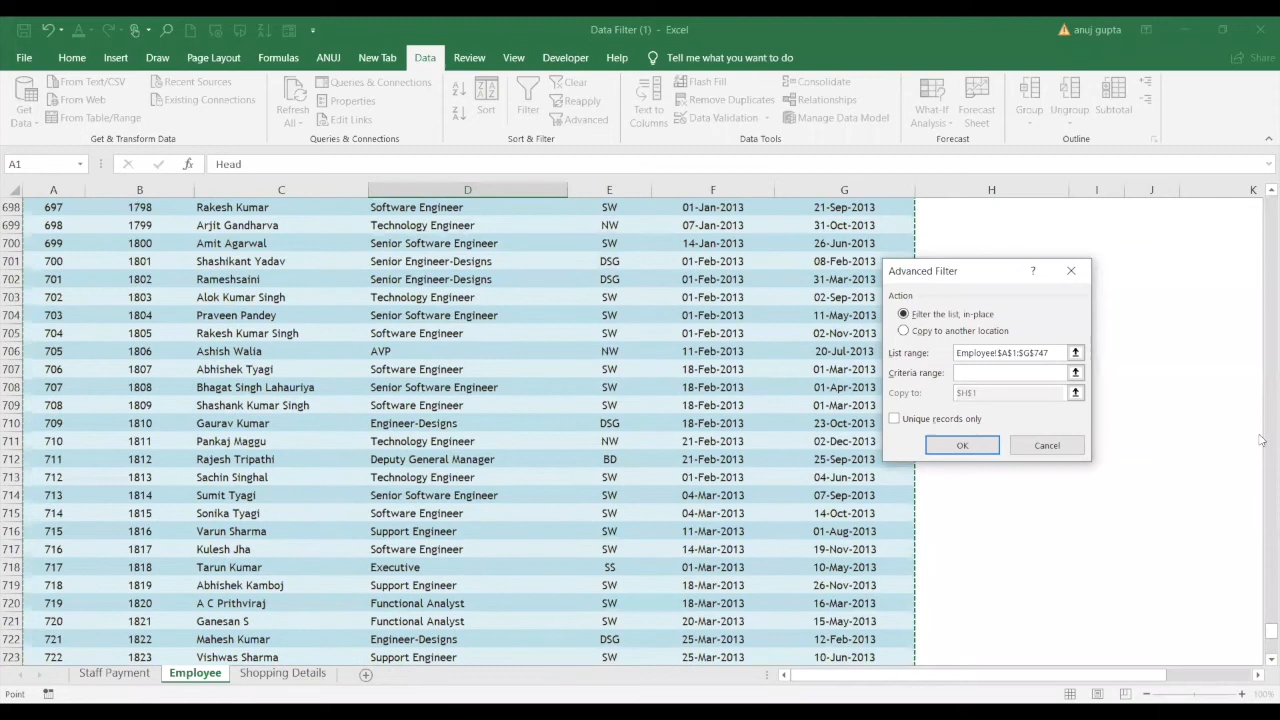 Data Filter (1) - Excel
anuj gupta
File Home Insert Draw Page Layout Formulas ANUJ New Tab Data Review View Developer Help Tell me what you want to do Share
Get Data
From Text/CSV
From Web
From Table/Range
Recent Sources
Existing Connections
Get & Transform Data
Refresh All
Queries & Connections
Properties
Edit Links
Queries & Connections
Sort
Filter
Clear
Reapply
Advanced
Sort & Filter
Text to Columns
Flash Fill
Remove Duplicates
Data Validation
Consolidate
Relationships
Manage Data Model
Data Tools
What-If Analysis
Forecast Sheet
Forecast
Group
Ungroup
Subtotal
Outline
A1 fx Head
A B C D E F G H I J K
698 697 1798 Rakesh Kumar Software Engineer SW 01-Jan-2013 21-Sep-2013
699 698 1799 Arjit Gandharva Technology Engineer NW 07-Jan-2013 31-Oct-2013
700 699 1800 Amit Agarwal Senior Software Engineer SW 14-Jan-2013 26-Jun-2013
701 700 1801 Shashikant Yadav Senior Engineer-Designs DSG 01-Feb-2013 08-Feb-2013
702 701 1802 Rameshsaini Senior Engineer-Designs DSG 01-Feb-2013 31-Mar-2013
703 702 1803 Alok Kumar Singh Technology Engineer SW 01-Feb-2013 02-Sep-2013
704 703 1804 Praveen Pandey Senior Software Engineer SW 01-Feb-2013 11-May-2013
705 704 1805 Rakesh Kumar Singh Software Engineer SW 01-Feb-2013 02-Nov-2013
706 705 1806 Ashish Walia AVP NW 11-Feb-2013 20-Jul-2013
707 706 1807 Abhishek Tyagi Software Engineer SW 18-Feb-2013 01-Mar-2013
708 707 1808 Bhagat Singh Lahauriya Senior Software Engineer SW 18-Feb-2013 01-Apr-2013
709 708 1809 Shashank Kumar Singh Software Engineer SW 18-Feb-2013 01-Mar-2013
710 709 1810 Gaurav Kumar Engineer-Designs DSG 18-Feb-2013 23-Oct-2013
711 710 1811 Pankaj Maggu Technology Engineer NW 21-Feb-2013 02-Dec-2013
712 711 1812 Rajesh Tripathi Deputy General Manager BD 21-Feb-2013 25-Sep-2013
713 712 1813 Sachin Singhal Technology Engineer SW 01-Feb-2013 04-Jun-2013
714 713 1814 Sumit Tyagi Senior Software Engineer SW 04-Mar-2013 07-Sep-2013
715 714 1815 Sonika Tyagi Software Engineer SW 04-Mar-2013 14-Oct-2013
716 715 1816 Varun Sharma Support Engineer SW 11-Mar-2013 01-Aug-2013
717 716 1817 Kulesh Jha Software Engineer SW 14-Mar-2013 19-Nov-2013
718 717 1818 Tarun Kumar Executive SS 01-Mar-2013 10-May-2013
719 718 1819 Abhishek Kamboj Support Engineer SW 18-Mar-2013 26-Nov-2013
720 719 1820 A C Prithviraj Functional Analyst SW 18-Mar-2013 16-Mar-2013
721 720 1821 Ganesan S Functional Analyst SW 20-Mar-2013 15-May-2013
722 721 1822 Mahesh Kumar Engineer-Designs DSG 25-Mar-2013 12-Feb-2013
723 722 1823 Vishwas Sharma Support Engineer SW 25-Mar-2013 10-Jun-2013
Advanced Filter ?
Action
Filter the list, in-place
Copy to another location
List range: Employee!$A$1:$G$747
Criteria range:
Copy to: $H$1
Unique records only
OK Cancel
Staff Payment Employee Shopping Details
Point 100%